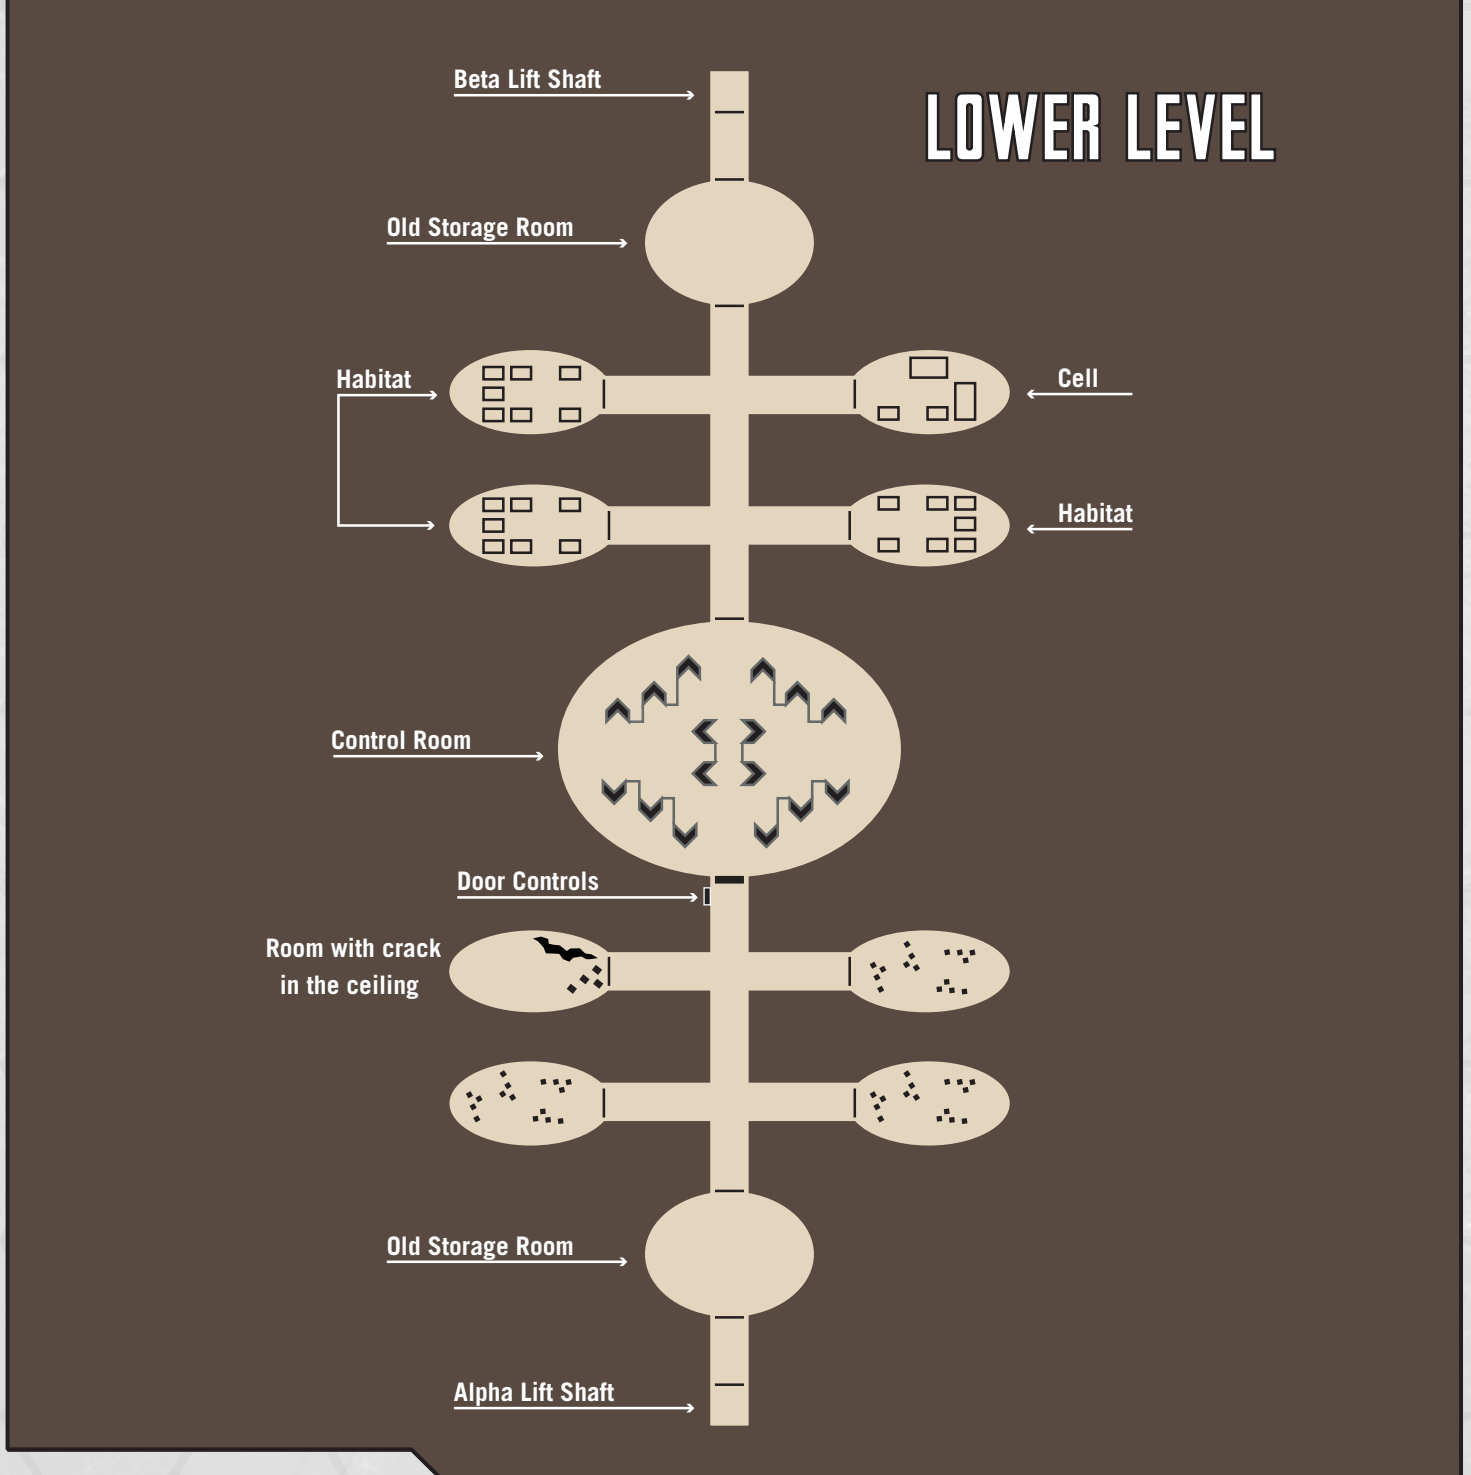 Beta Lift Shaft
LOWER LEVEL
Old Storage Room
Habitat
Cell
Habitat
Control Room
Door Controls
Room with crack
in the ceiling
Old Storage Room
Alpha Lift Shaft